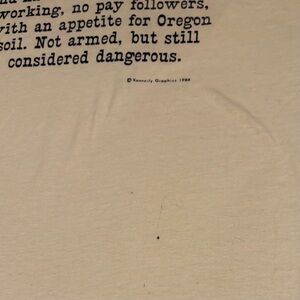 working, no pay followers,
with an appetite for Oregon
soil. Not armed, but still
considered dangerous.
© Kennedy Graphics 1984